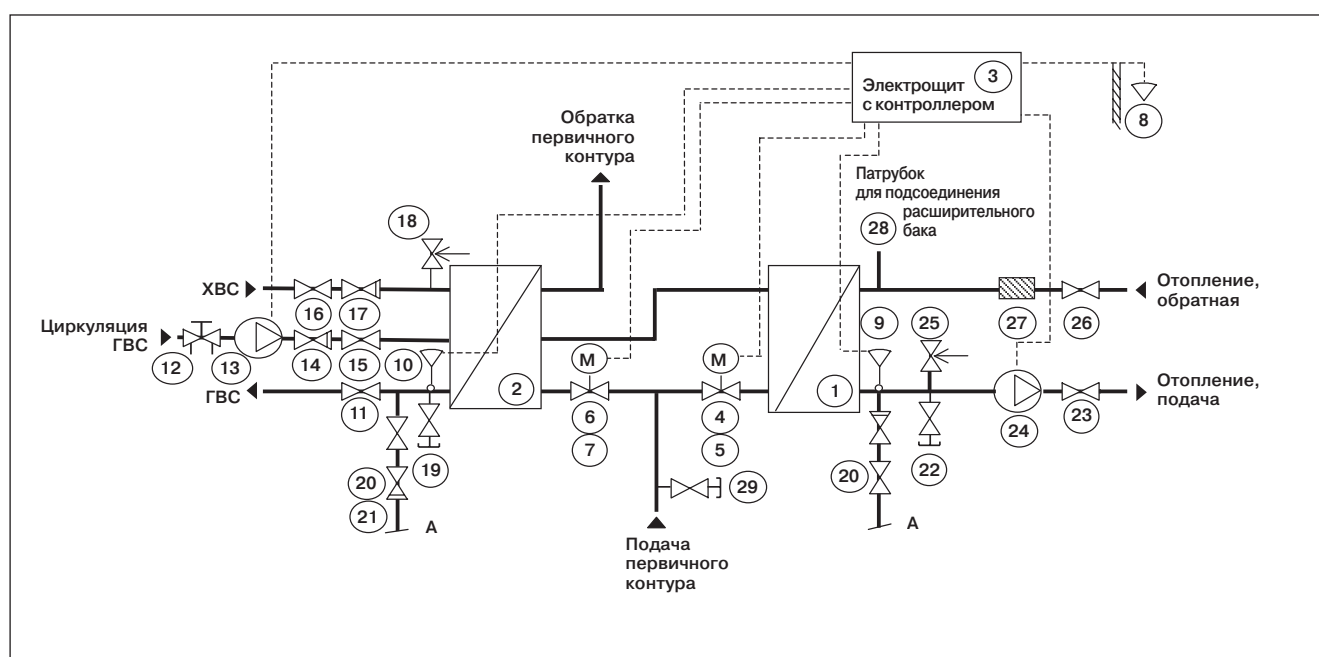 3
Электрощит
с контроллером
8
Обратка
первичного
контура
Патрубок
для подсоединения
расширительного
бака
18
28
ХВС
Отопление,
обратная
16
17
9
25
27
26
Циркуляция
ГВС
12
13
14
15
10
М
М
ГВС
2
1
Отопление,
подача
11
6
4
24
23
7
5
19
20
22
20
29
21
А
А
Подача
первичного
контура